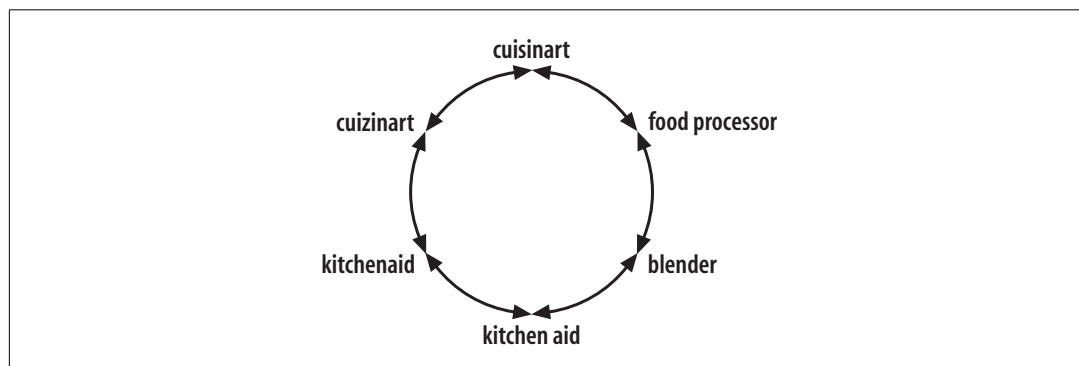 cuisinart
cuizinart
food processor
kitchenaid
blender
kitchen aid